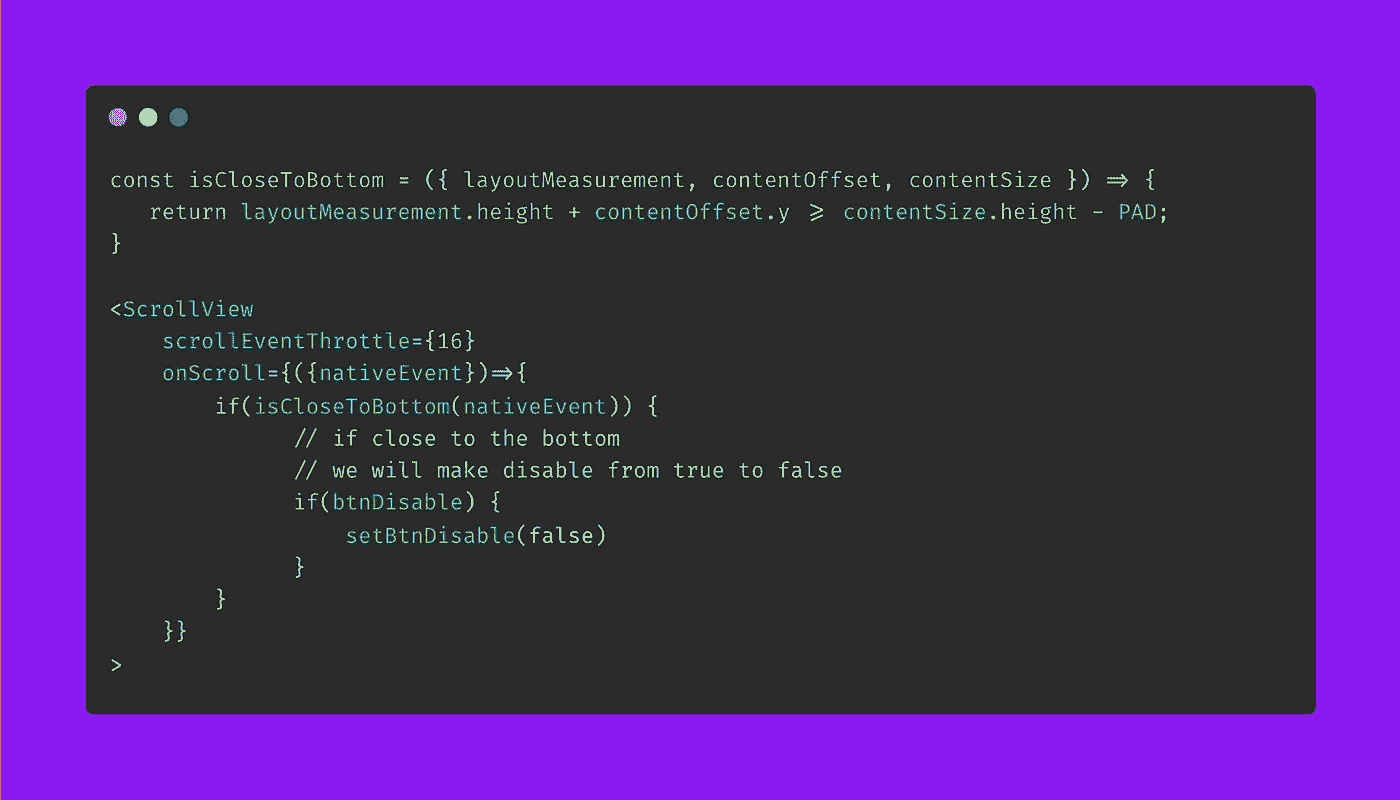 const isCloseToBottom = ({ layoutMeasurement, contentOffset, contentSize }) => {
return layoutMeasurement.height + contentOffset.y >= contentSize.height - PAD;
}
<ScrollView
scrollEventThrottle={16}
onScroll={({nativeEvent})=>{
if(isCloseToBottom(nativeEvent)) {
// if close to the bottom
// we will make disable from true to false
if(btnDisable) {
setBtnDisable(false)
}
}
}}
>